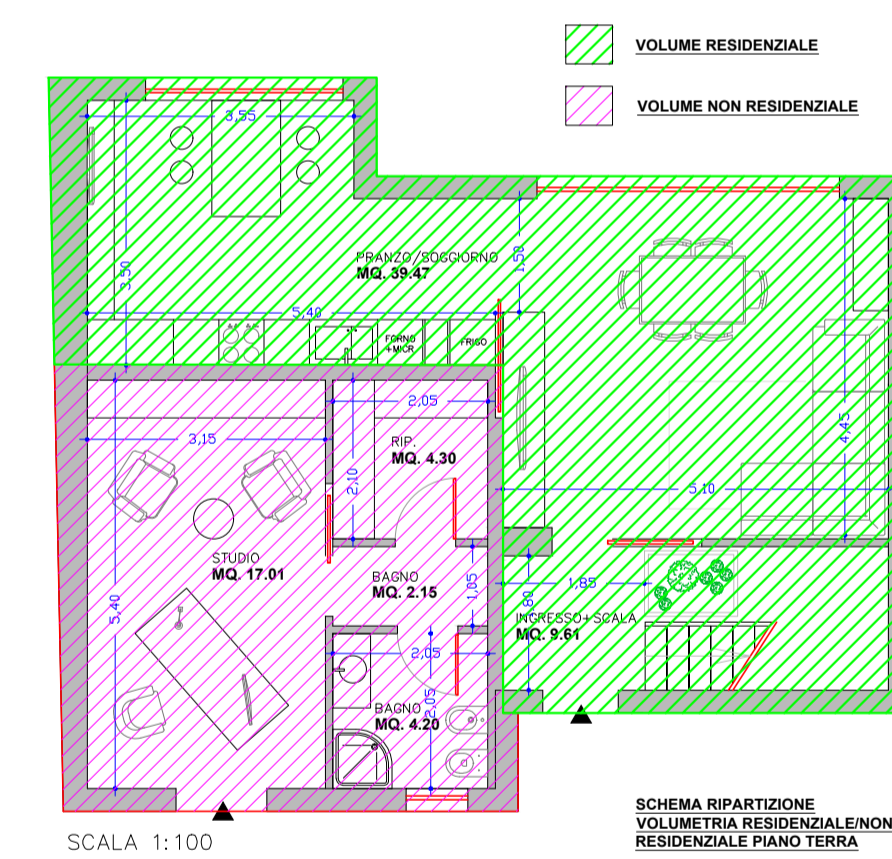 VOLUME RESIDENZIALE
VOLUME NON RESIDENZIALE
3,55
3,50
PRANZO/SOGGIORNO
MQ. 39.47
1,50
5,40
FORNO
+MICR
FRIGO
4,45
2,05
3,15
RIP.
MQ. 4.30
2,10
5,10
STUDIO
MQ. 17.01
BAGNO
MQ. 2.15
1,05
1,85
1,80
INGRESSO+SCALA
MQ. 9.61
5,40
2,05
2,05
BAGNO
MQ. 4.20
SCALA 1:100
SCHEMA RIPARTIZIONE
VOLUMETRIA RESIDENZIALE/NON
RESIDENZIALE PIANO TERRA